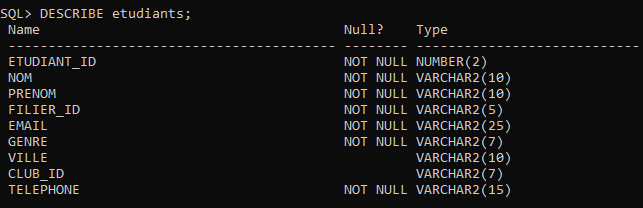 SQL> DESCRIBE etudiants;
Name Null? Type
----------------------------------------- -------- ----------------------------
ETUDIANT_ID NOT NULL NUMBER(2)
NOM NOT NULL VARCHAR2(10)
PRENOM NOT NULL VARCHAR2(10)
FILIER_ID NOT NULL VARCHAR2(5)
EMAIL NOT NULL VARCHAR2(25)
GENRE NOT NULL VARCHAR2(7)
VILLE VARCHAR2(10)
CLUB_ID VARCHAR2(7)
TELEPHONE NOT NULL VARCHAR2(15)